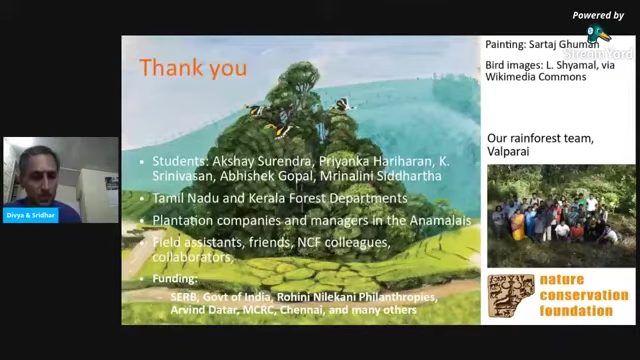 Powered by
StreamYard
Thank you
• Students: Akshay Surendra, Priyanka Hariharan, K.
Srinivasan, Abhishek Gopal, Mrinalini Siddhartha
• Tamil Nadu and Kerala Forest Departments
• Plantation companies and managers in the Anamalais
• Field assistants, friends, NCF colleagues,
collaborators,
• Funding:
– SERB, Govt of India, Rohini Nilekani Philanthropies,
Arvind Datar, MCRC, Chennai, and many others
Painting: Sartaj Ghuman
Bird images: L. Shyamal, via
Wikimedia Commons
Our rainforest team,
Valparai
nature
conservation
foundation
Divya & Sridhar